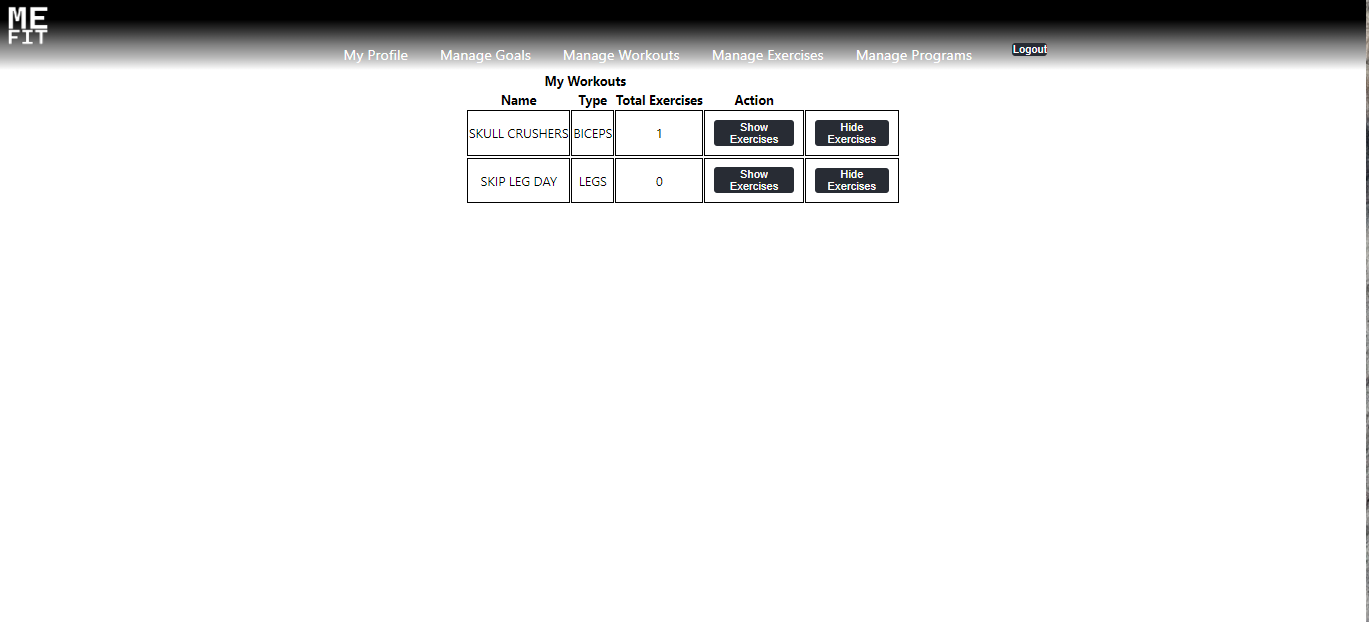 ME
FIT
My Profile Manage Goals Manage Workouts Manage Exercises Manage Programs Logout
My Workouts
Name Type Total Exercises Action
SKULL CRUSHERS BICEPS 1 Show Exercises Hide Exercises
SKIP LEG DAY LEGS 0 Show Exercises Hide Exercises